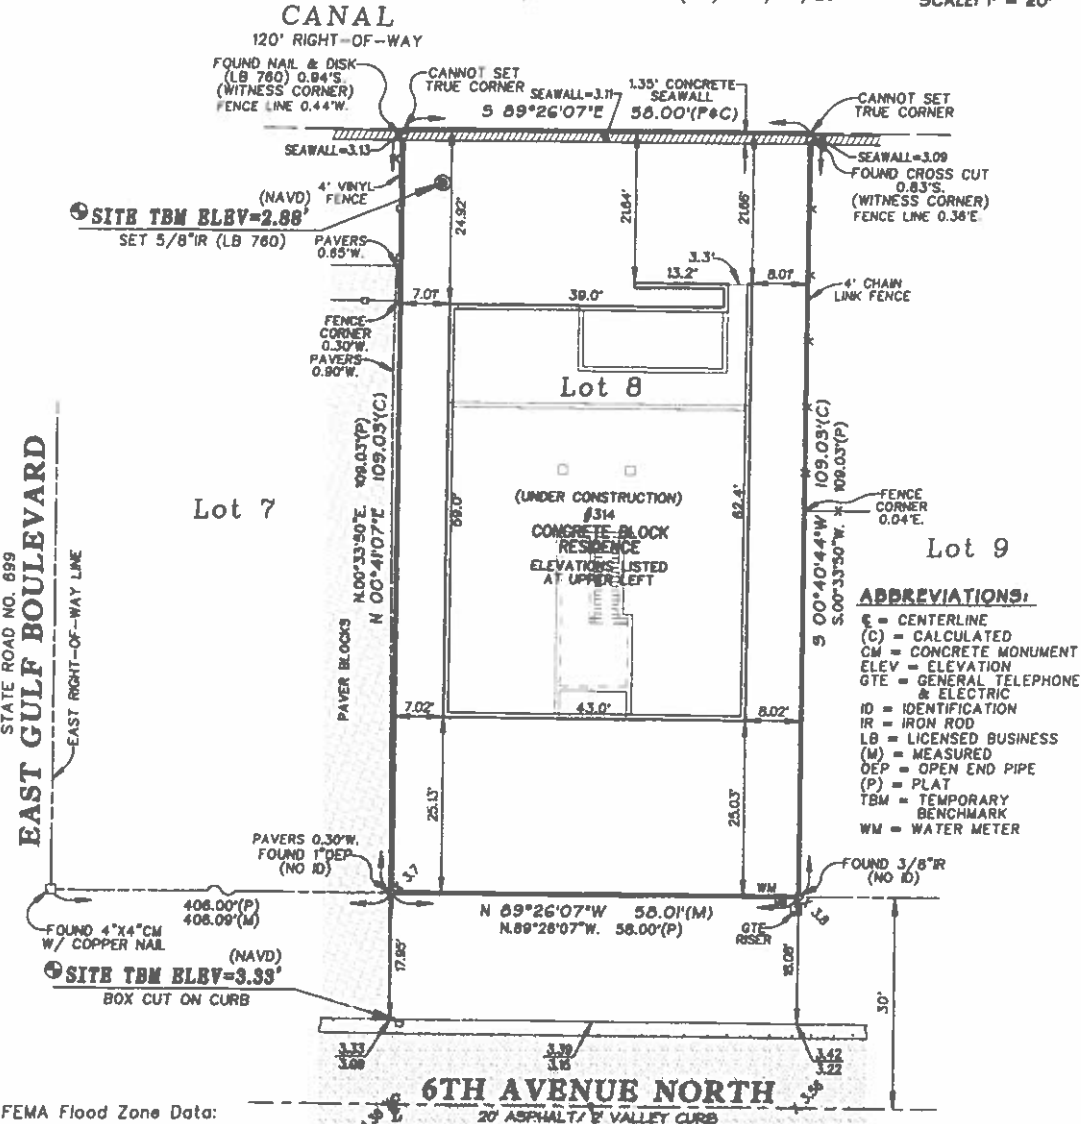 CANAL
120' RIGHT-OF-WAY
SCALE: 1" = 20'
FOUND NAIL & DISK
(LB 760) 0.94'S.
(WITNESS CORNER)
FENCE LINE 0.44'W.
CANNOT SET
TRUE CORNER
SEAWALL=3.11
1.35' CONCRETE
SEAWALL
S 89°26'07"E 58.00'(P&C)
CANNOT SET
TRUE CORNER
SEAWALL=3.13
SEAWALL=3.09
FOUND CROSS CUT
0.83'S.
(WITNESS CORNER)
FENCE LINE 0.36'E.
4' VINYL
FENCE
(NAVD)
SITE TBM ELEV=2.88'
SET 5/8"IR (LB 760)
24.92'
21.64'
21.66'
PAVERS
0.65'W.
3.3'
13.2'
8.01'
4' CHAIN
LINK FENCE
7.01'
39.0'
FENCE
CORNER
0.30'W.
PAVERS
0.90'W.
Lot 8
N.00°33'50"E. 109.03'(P)
N 00°41'07"E 109.03'(C)
S 00°40'44"W 109.03'(C)
S.00°33'50"W. 109.03'(P)
Lot 7
59.0'
62.4'
(UNDER CONSTRUCTION)
#314
CONCRETE BLOCK
RESIDENCE
ELEVATIONS LISTED
AT UPPER LEFT
FENCE
CORNER
0.04'E.
Lot 9
STATE ROAD NO. 699
EAST GULF BOULEVARD
EAST RIGHT-OF-WAY LINE
PAVER BLOCKS
ABBREVIATIONS:
℄ = CENTERLINE
(C) = CALCULATED
CM = CONCRETE MONUMENT
ELEV = ELEVATION
GTE = GENERAL TELEPHONE
& ELECTRIC
ID = IDENTIFICATION
IR = IRON ROD
LB = LICENSED BUSINESS
(M) = MEASURED
OEP = OPEN END PIPE
(P) = PLAT
TBM = TEMPORARY
BENCHMARK
WM = WATER METER
7.02'
43.0'
8.02'
25.13'
25.03'
PAVERS 0.30'W.
FOUND 1"OEP
(NO ID)
3.7
FOUND 3/8"IR
(NO ID)
WM
3.8
406.00'(P)
406.09'(M)
N 89°26'07"W 58.01'(M)
N.89°26'07"W. 58.00'(P)
GTE
RISER
FOUND 4"X4"CM
W/ COPPER NAIL
(NAVD)
SITE TBM ELEV=3.33'
BOX CUT ON CURB
17.95'
18.08'
30'
3.33
3.09
3.39
3.15
3.42
3.22
6TH AVENUE NORTH
3.56
20' ASPHALT/ 2' VALLEY CURB
FEMA Flood Zone Data: